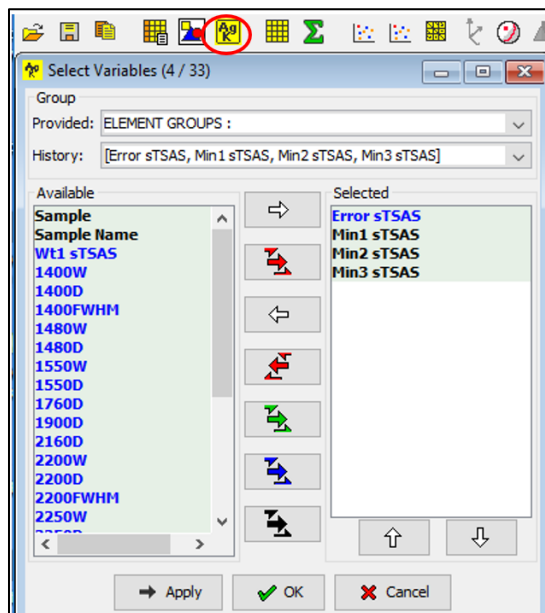 Ag
K
Select Variables (4 / 33)
Group
Provided: ELEMENT GROUPS :
History: [Error sTSAS, Min1 sTSAS, Min2 sTSAS, Min3 sTSAS]
Available
Sample
Sample Name
Wt1 sTSAS
1400W
1400D
1400FWHM
1480W
1480D
1550W
1550D
1760D
1900D
2160D
2200W
2200D
2200FWHM
2250W
Selected
Error sTSAS
Min1 sTSAS
Min2 sTSAS
Min3 sTSAS
Apply
OK
Cancel